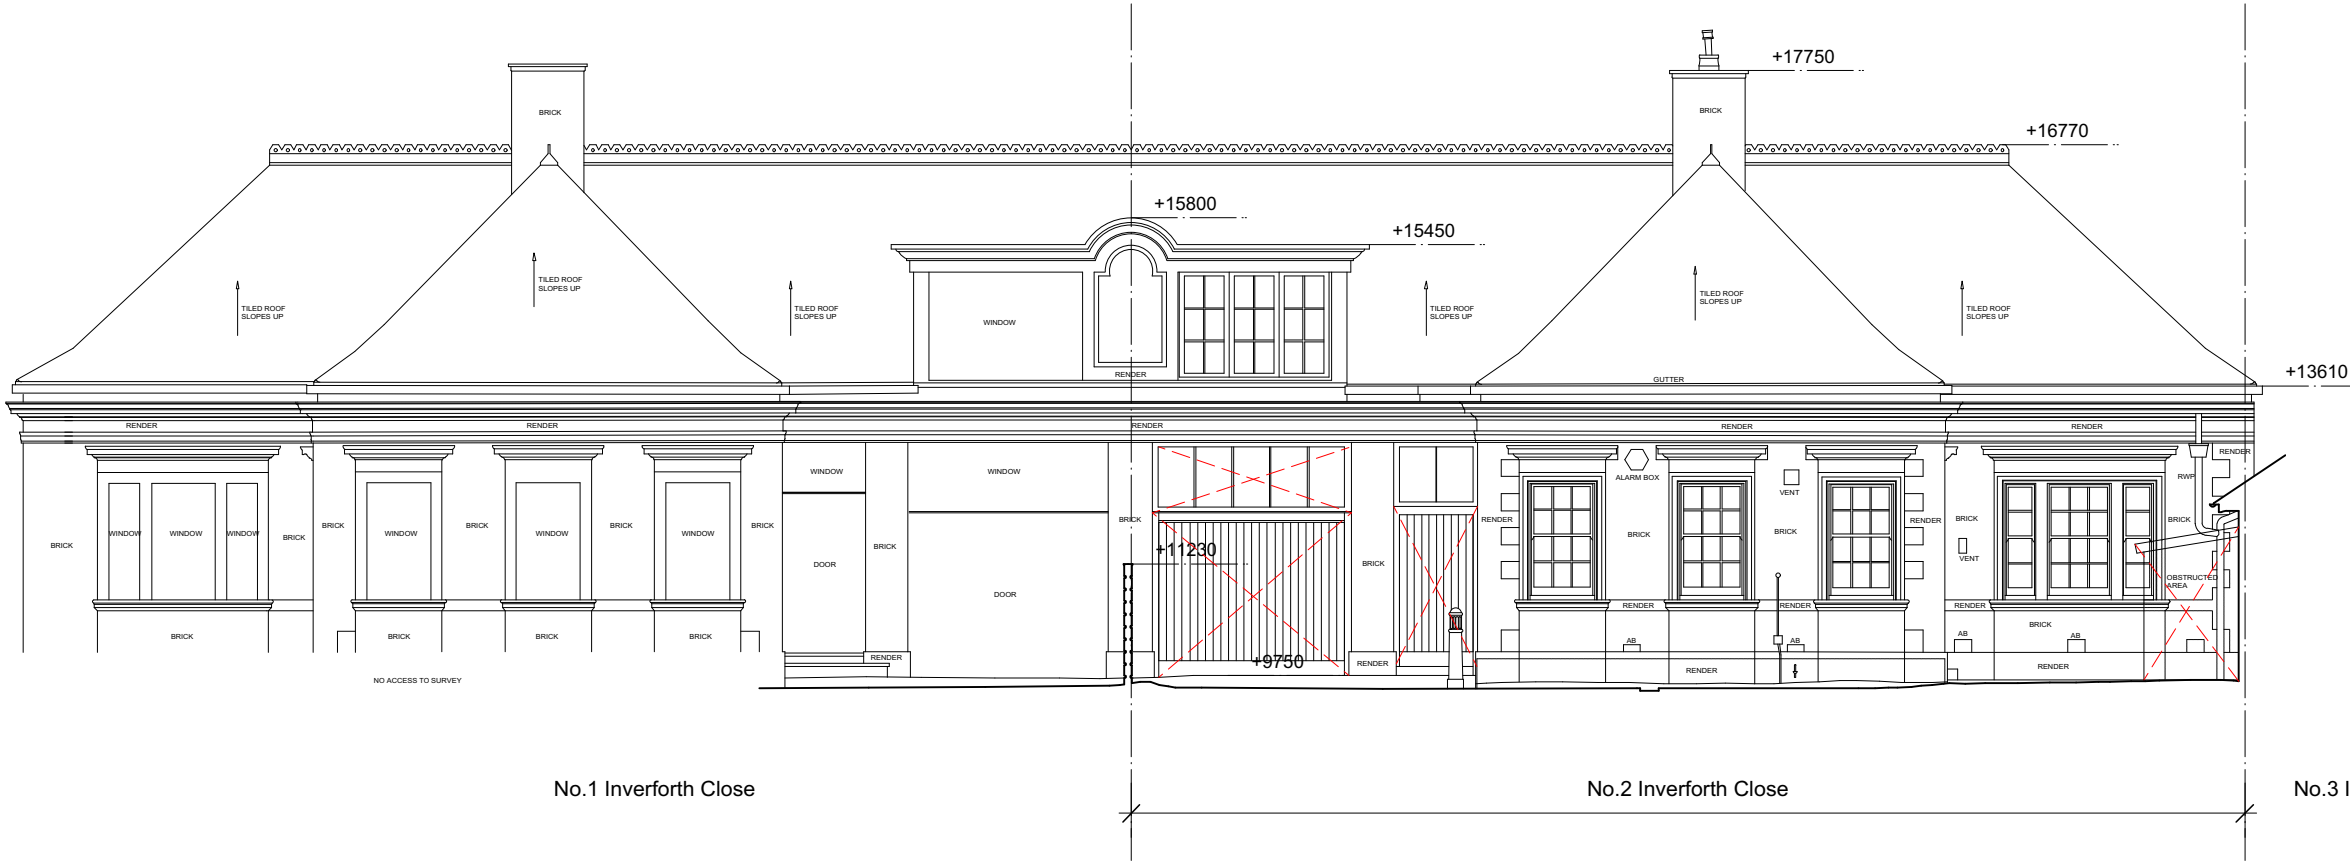 +17750
BRICK
BRICK
+16770
+15800
+15450
TILED ROOF
SLOPES UP
TILED ROOF
SLOPES UP
TILED ROOF
SLOPES UP
WINDOW
TILED ROOF
SLOPES UP
TILED ROOF
SLOPES UP
TILED ROOF
SLOPES UP
RENDER
GUTTER
+13610
RENDER
RENDER
RENDER
RENDER
RENDER
RENDER
WINDOW
WINDOW
ALARM BOX
VENT
RWP
BRICK
WINDOW
WINDOW
WINDOW
BRICK
BRICK
WINDOW
BRICK
WINDOW
BRICK
WINDOW
BRICK
DOOR
BRICK
DOOR
BRICK
+11230
BRICK
RENDER
BRICK
BRICK
RENDER
BRICK
VENT
BRICK
OBSTRUCTED
AREA
RENDER
RENDER
RENDER
BRICK
BRICK
BRICK
BRICK
BRICK
AB
AB
AB
AB
RENDER
+9750
RENDER
RENDER
RENDER
NO ACCESS TO SURVEY
No.1 Inverforth Close
No.2 Inverforth Close
No.3 I